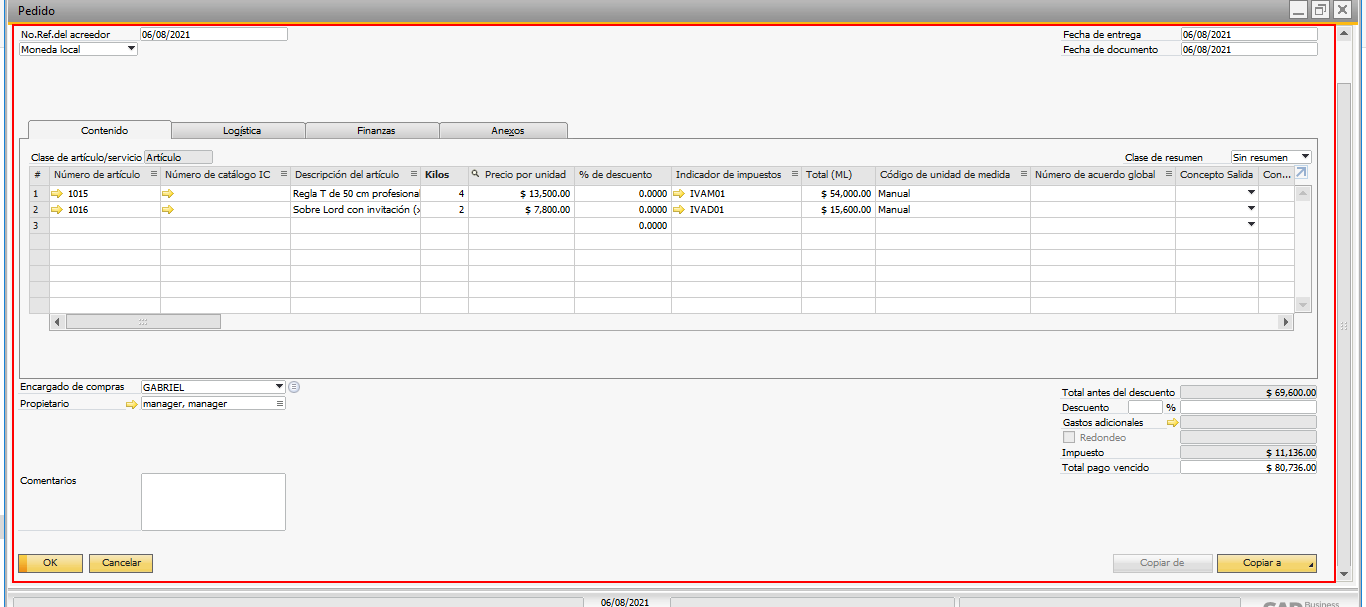 Pedido
No.Ref.del acreedor 06/08/2021 Fecha de entrega 06/08/2021
Moneda local Fecha de documento 06/08/2021
Contenido Logística Finanzas Anexos
Clase de artículo/servicio Artículo Clase de resumen Sin resumen
# Número de artículo Número de catálogo IC Descripción del artículo Kilos Precio por unidad % de descuento Indicador de impuestos Total (ML) Código de unidad de medida Número de acuerdo global Concepto Salida Con...
1 1015 Regla T de 50 cm profesiona 4 $ 13,500.00 0.0000 IVAM01 $ 54,000.00 Manual
2 1016 Sobre Lord con invitación (x 2 $ 7,800.00 0.0000 IVAD01 $ 15,600.00 Manual
3 0.0000
Encargado de compras GABRIEL
Propietario manager, manager
Total antes del descuento $ 69,600.00
Descuento %
Gastos adicionales
Redondeo
Impuesto $ 11,136.00
Total pago vencido $ 80,736.00
Comentarios
OK Cancelar Copiar de Copiar a
06/08/2021 Business